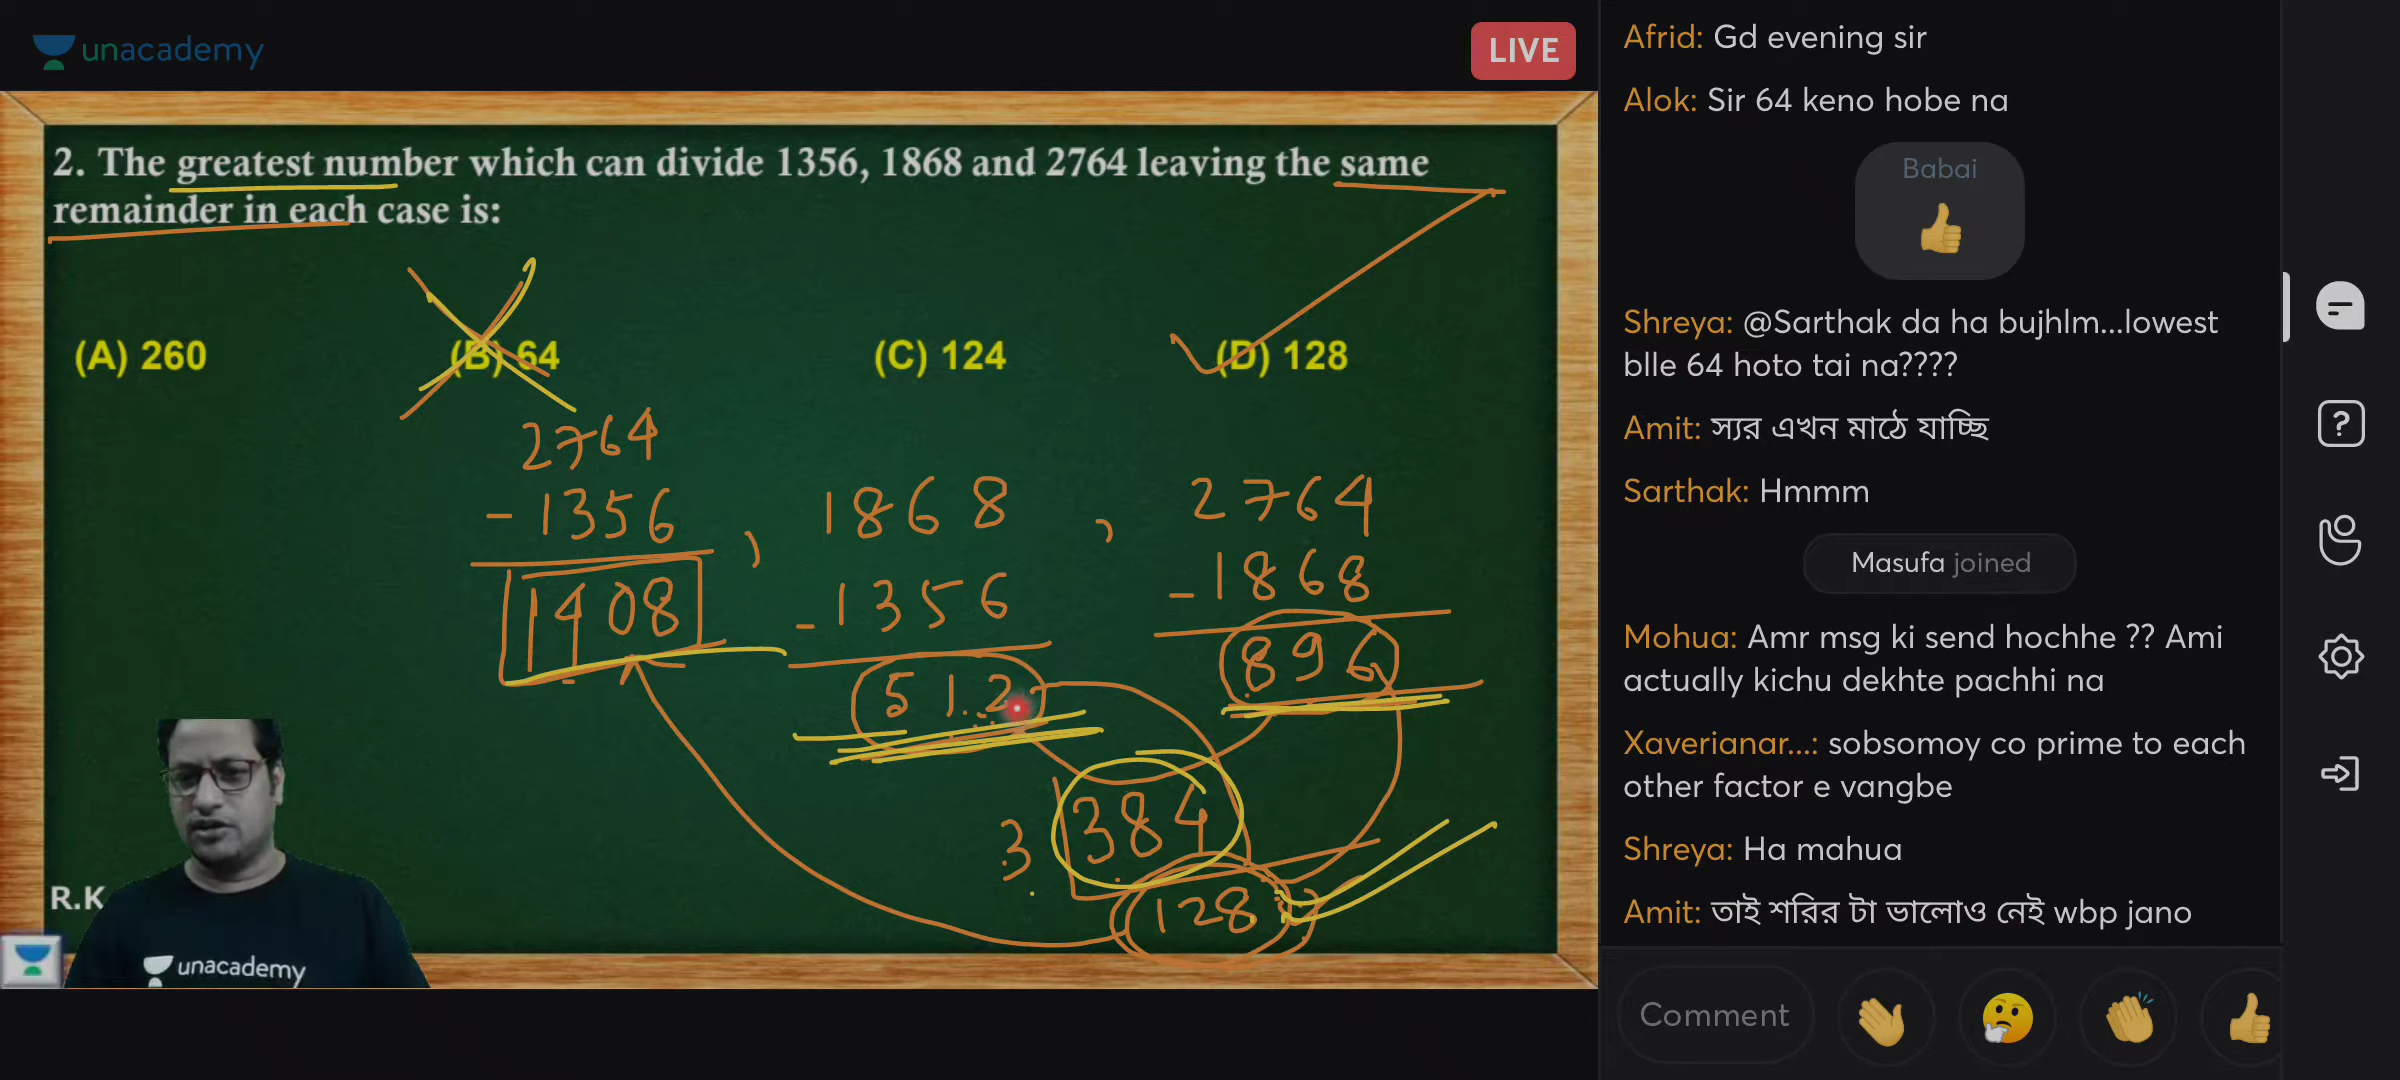 unacademy
LIVE
2. The greatest number which can divide 1356, 1868 and 2764 leaving the same
remainder in each case is:
(A) 260
(B) 64
(C) 124
(D) 128
2764
- 1356
1408
,
1868
- 1356
512
,
2764
- 1868
896
3 384
128
R.K
unacademy
Afrid: Gd evening sir
Alok: Sir 64 keno hobe na
Babai
👍
Shreya: @Sarthak da ha bujhlm...lowest
blle 64 hoto tai na????
Amit: স্যর এখন মাঠে যাচ্ছি
Sarthak: Hmmm
Masufa joined
Mohua: Amr msg ki send hochhe ?? Ami
actually kichu dekhte pachhi na
Xaverianar...: sobsomoy co prime to each
other factor e vangbe
Shreya: Ha mahua
Amit: তাই শরির টা ভালোও নেই wbp jano
Comment
?